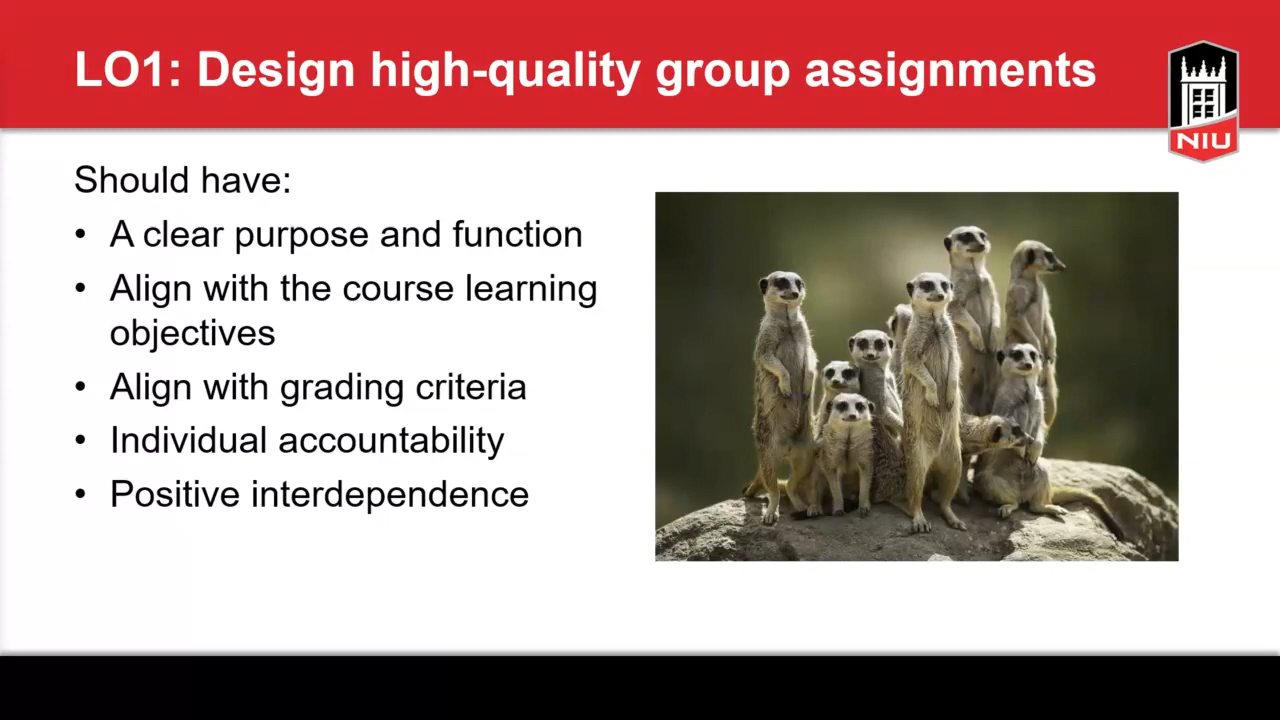 LO1: Design high-quality group assignments
NIU
Should have:
• A clear purpose and function
• Align with the course learning
objectives
• Align with grading criteria
• Individual accountability
• Positive interdependence